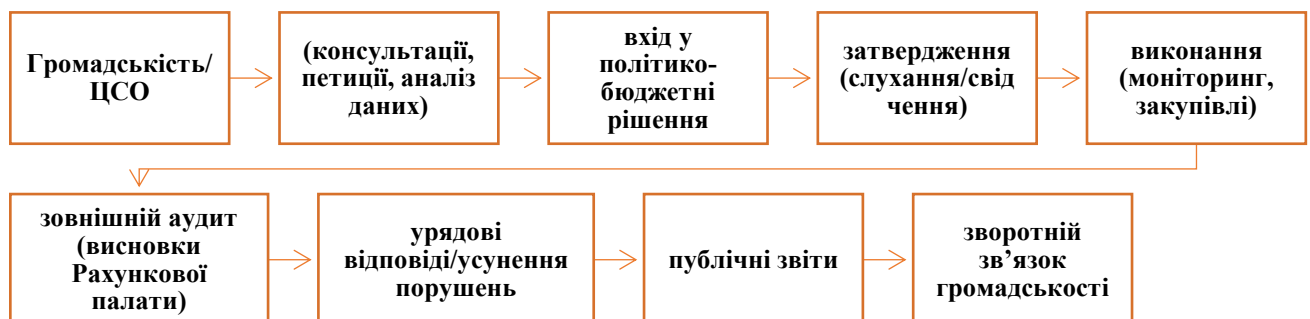 Громадськість/
ЦСО
(консультації,
петиції, аналіз
даних)
вхід у
політико-
бюджетні
рішення
затвердження
(слухання/свід
чення)
виконання
(моніторинг,
закупівлі)
зовнішній аудит
(висновки
Рахункової
палати)
урядові
відповіді/усунення
порушень
публічні звіти
зворотній
зв’язок
громадськості